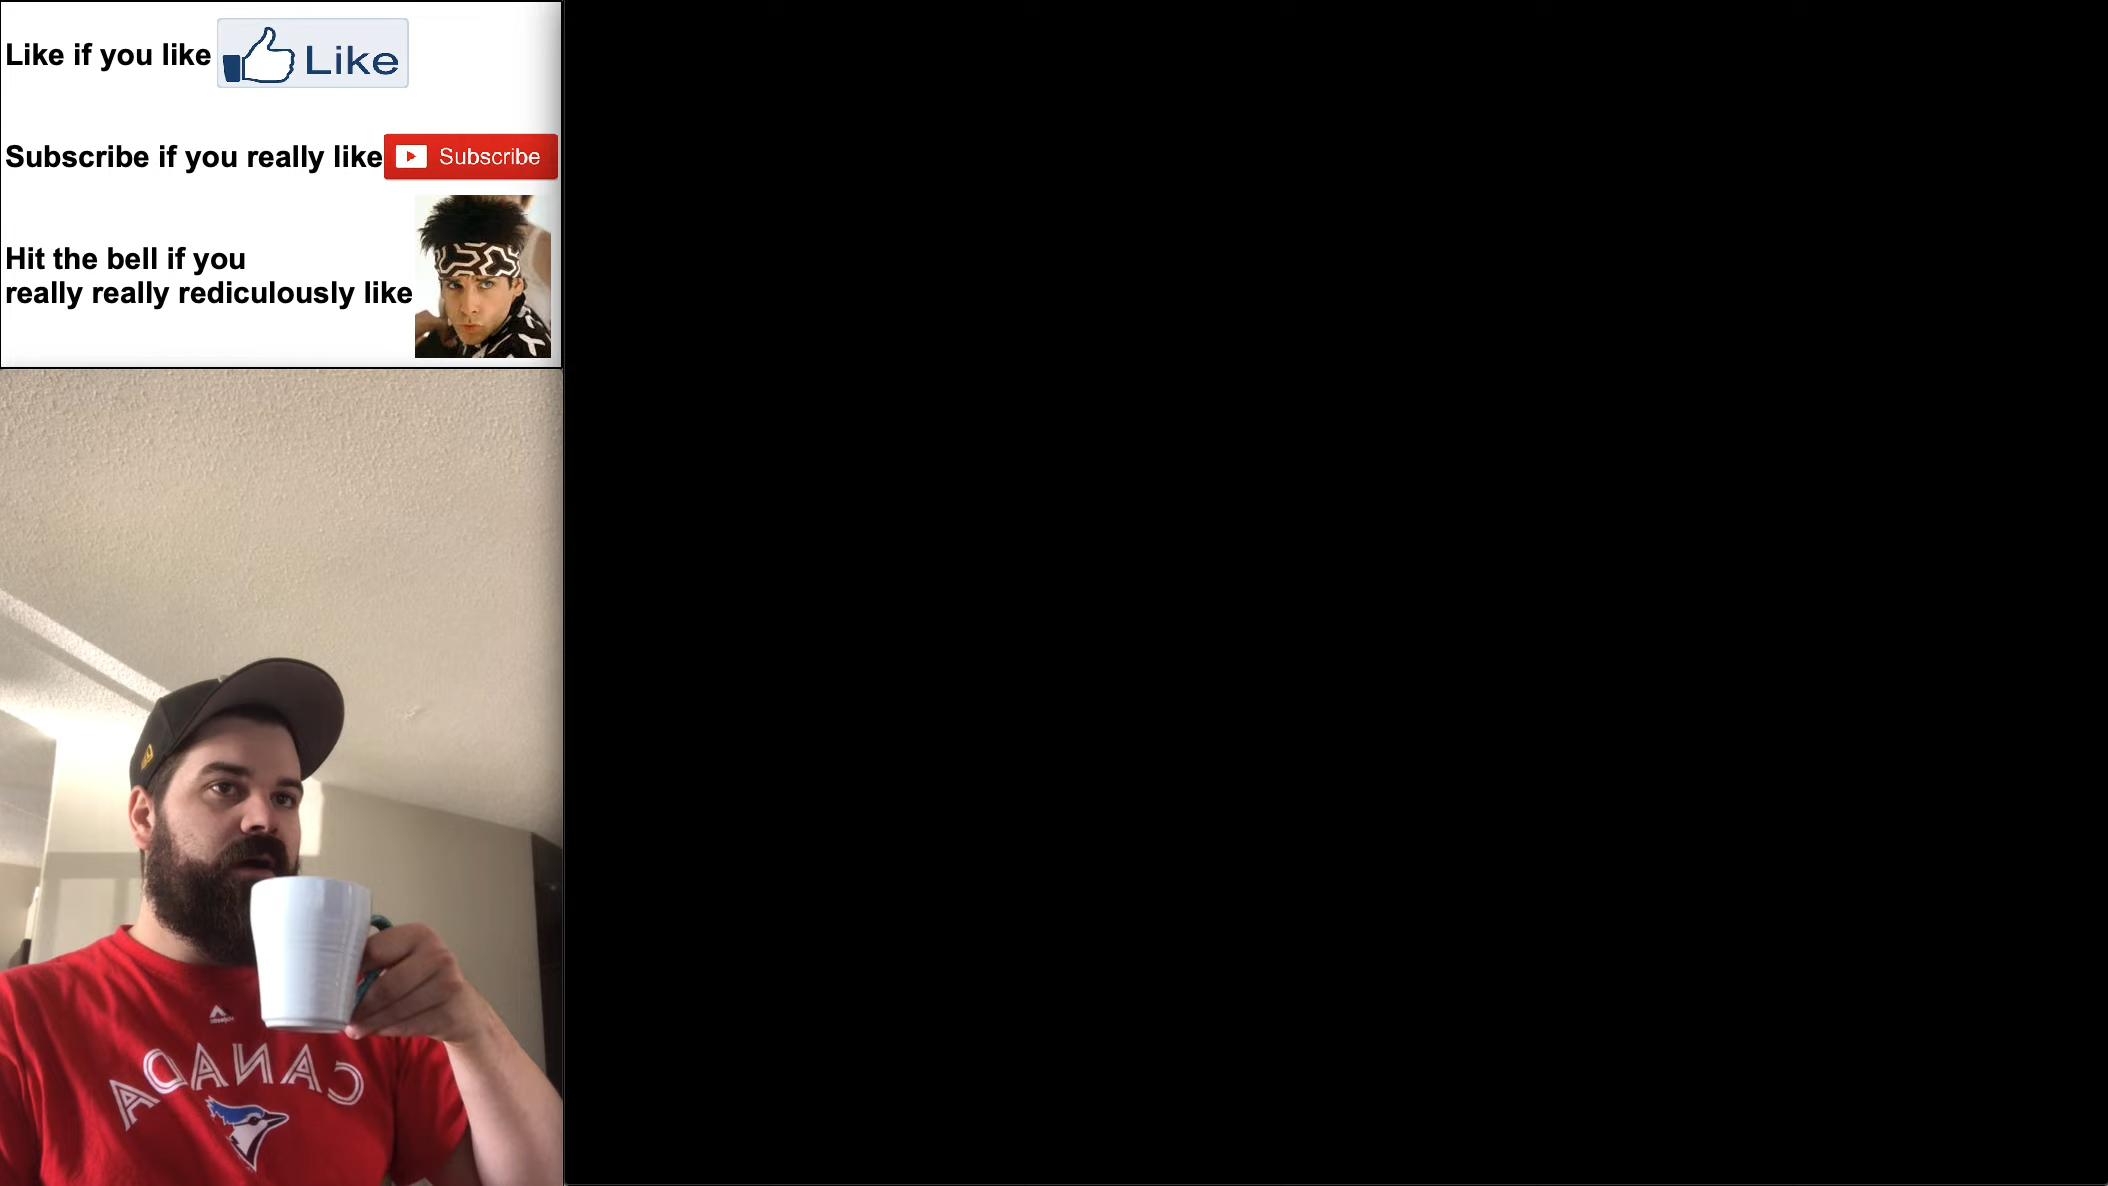 Like if you like
Like
Subscribe if you really like
Subscribe
Hit the bell if you
really really rediculously like
CANADA